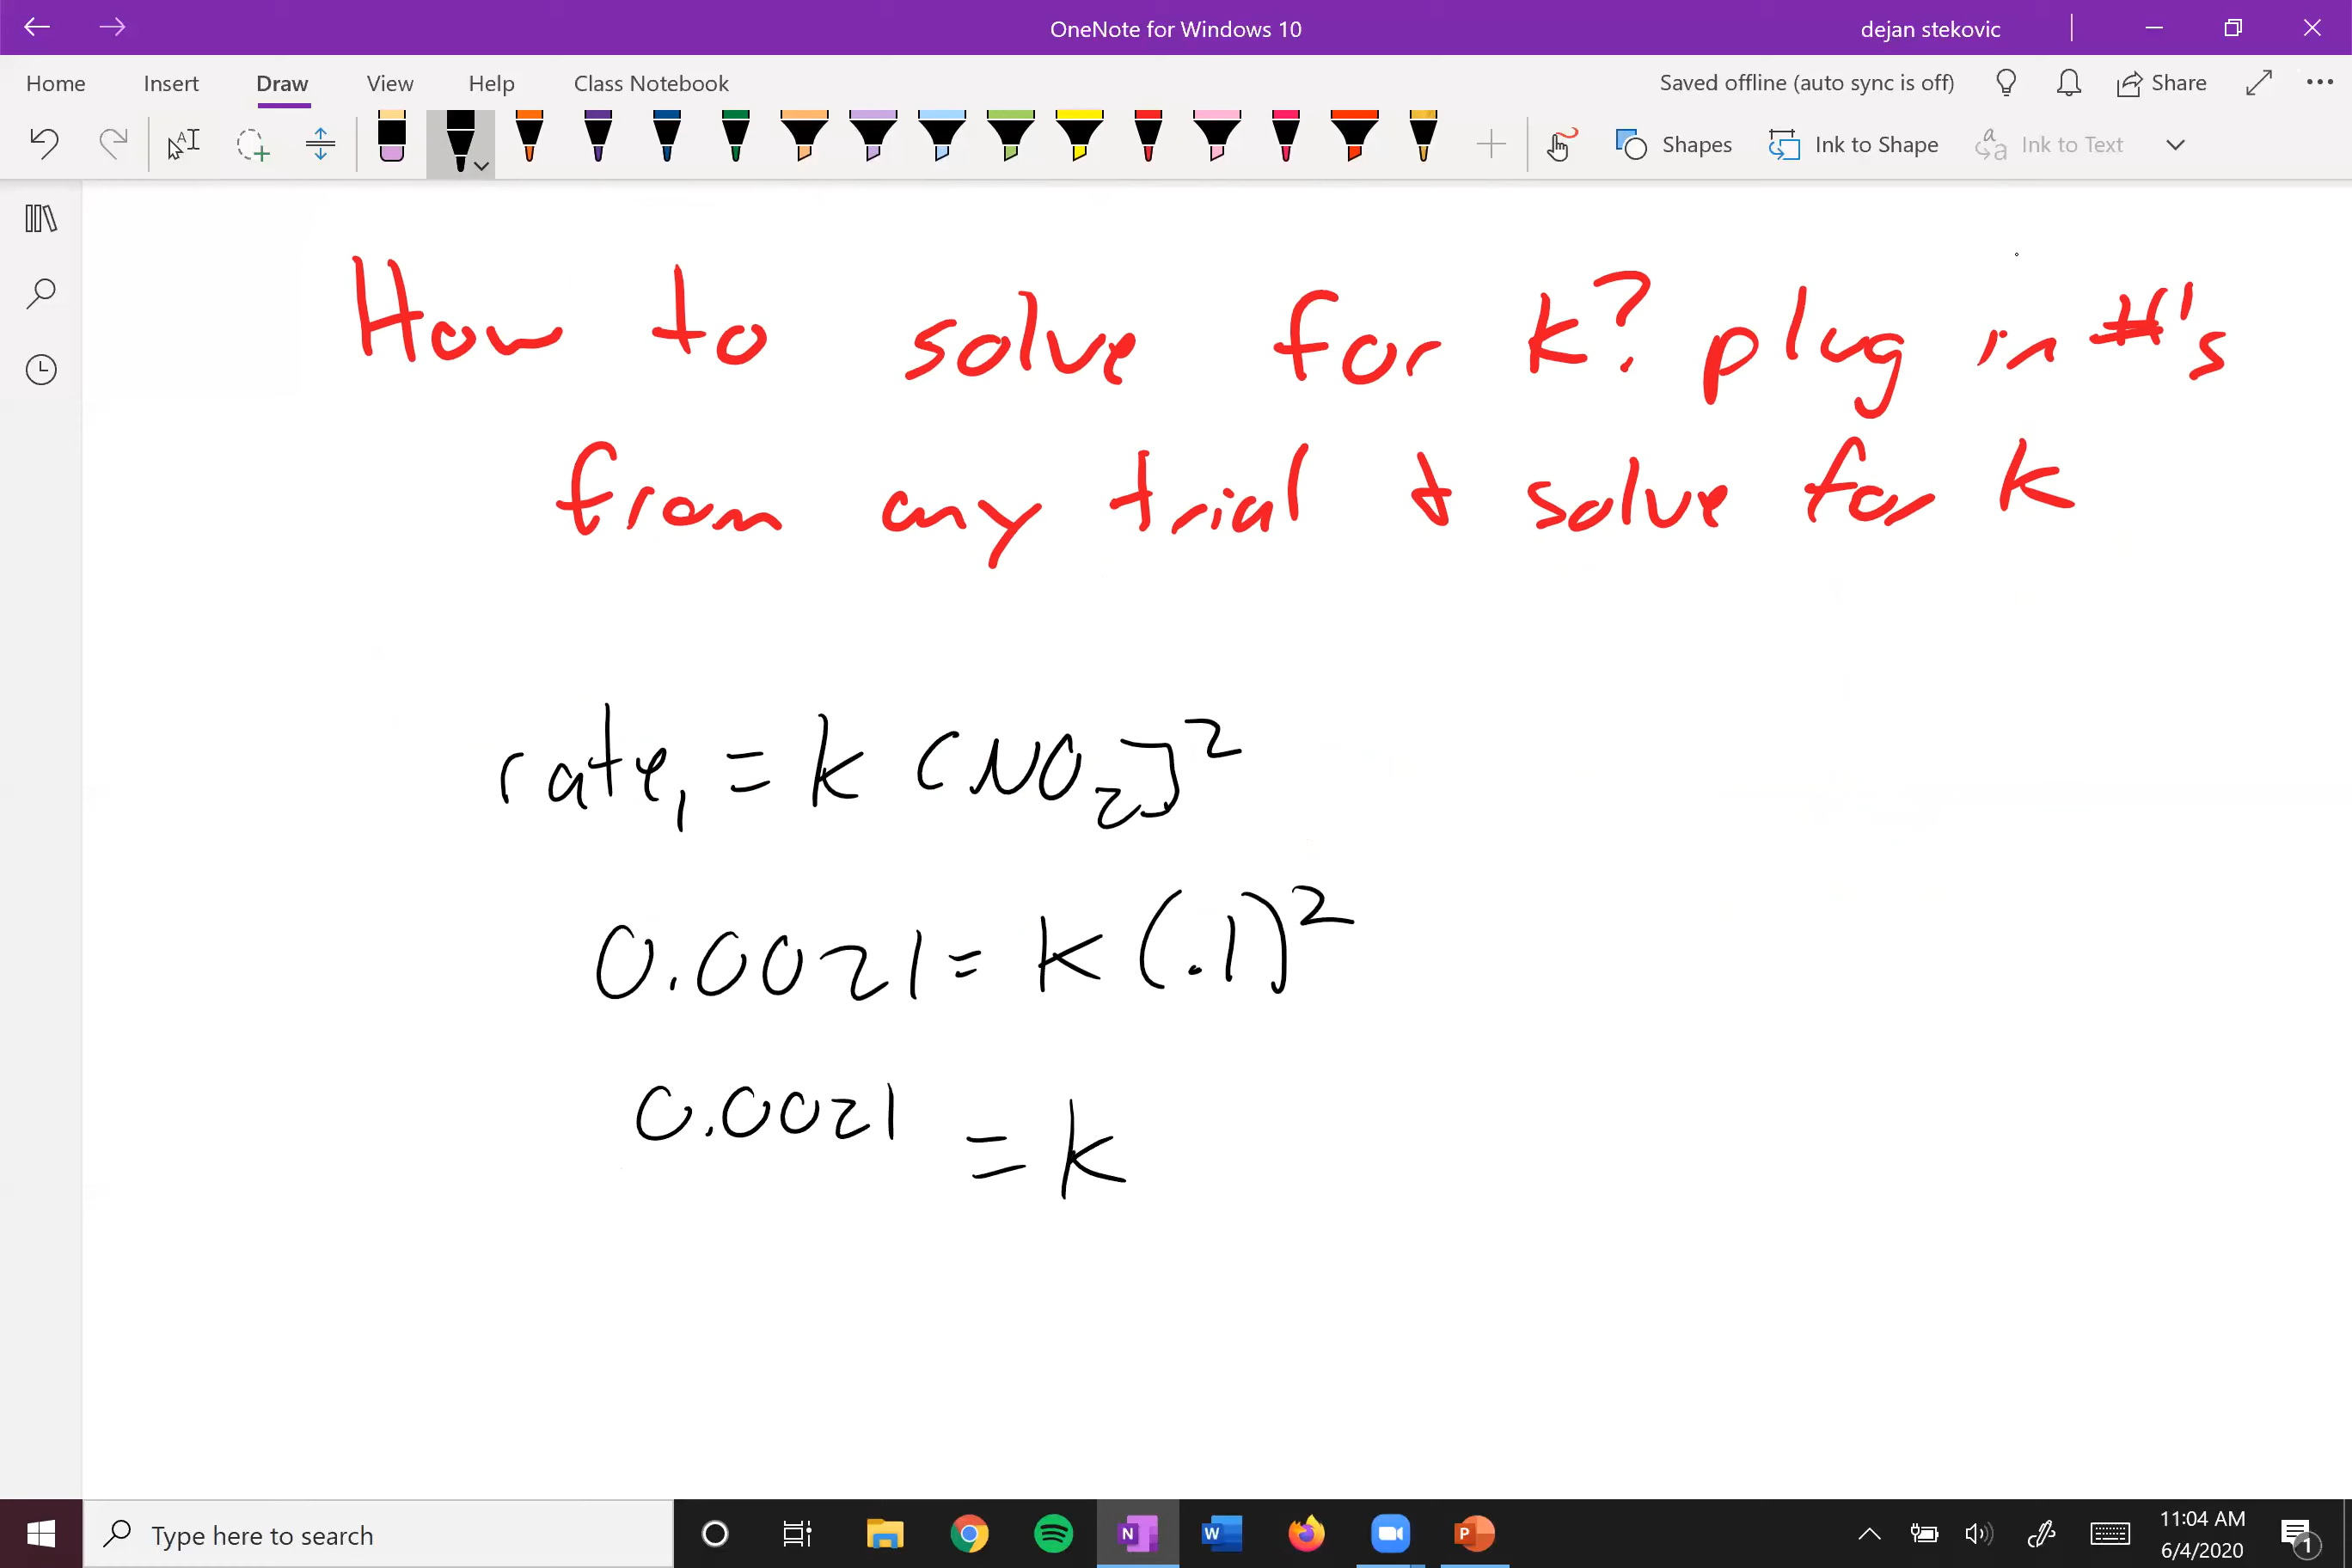 OneNote for Windows 10
dejan stekovic
Home Insert Draw View Help Class Notebook
Saved offline (auto sync is off) Share
Shapes Ink to Shape Ink to Text
How to solve for k? plug in #'s
from any trial & solve for k
rate₁ = k [NO₂]²
0.0021 = k (.1)²
0.0021 = k
Type here to search
11:04 AM
6/4/2020
1